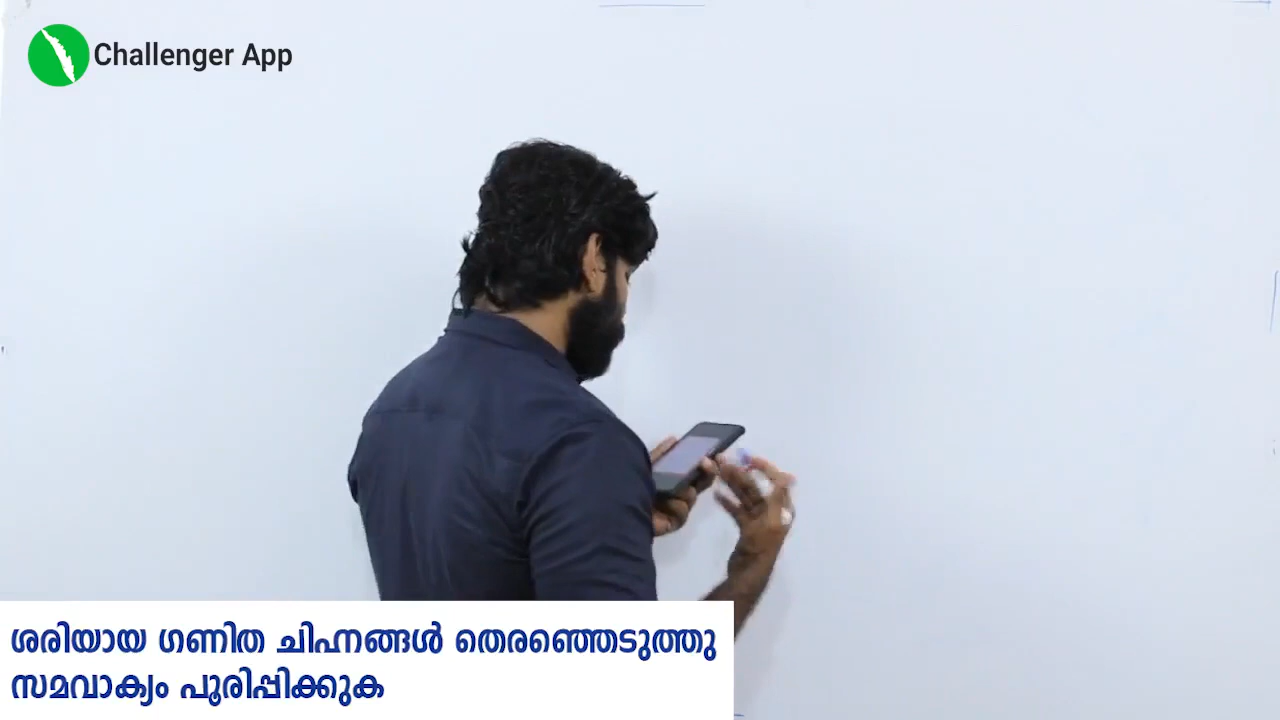 Challenger App
ശരിയായ ഗണിത ചിഹ്നങ്ങൾ തെരഞ്ഞെടുത്തു
സമവാക്യം പൂരിപ്പിക്കുക